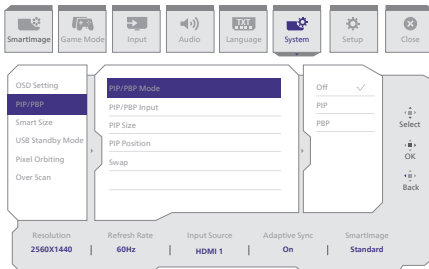 SmartImage
Game Mode
Input
Audio
TXT
Language
System
Setup
Close
OSD Setting
PIP/PBP
Smart Size
USB Standby Mode
Pixel Orbiting
Over Scan
PIP/PBP Mode
PIP/PBP Input
PIP Size
PIP Position
Swap
Off
PIP
PBP
Select
OK
Back
Resolution
2560X1440
Refresh Rate
60Hz
Input Source
HDMI 1
Adaptive Sync
On
SmartImage
Standard